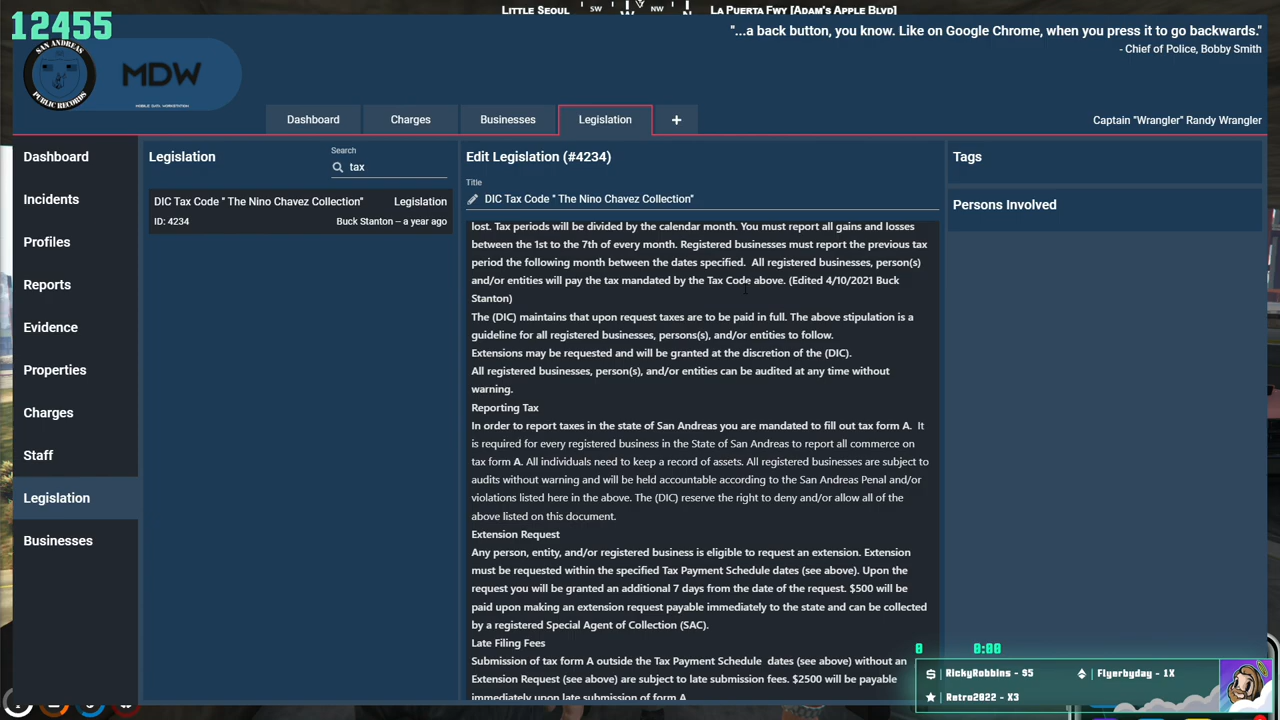 12455
LITTLE SEOUL
SW
W
NW
LA PUERTA FWY [ADAM'S APPLE BLVD]
"...a back button, you know. Like on Google Chrome, when you press it to go backwards."
- Chief of Police, Bobby Smith
SAN ANDREAS
PUBLIC RECORDS
MDW
MOBILE DATA WORKSTATION
Dashboard
Charges
Businesses
Legislation
+
Captain "Wrangler" Randy Wrangler
Dashboard
Incidents
Profiles
Reports
Evidence
Properties
Charges
Staff
Legislation
Businesses
Legislation
Search
tax
DIC Tax Code " The Nino Chavez Collection" Legislation
ID: 4234 Buck Stanton – a year ago
Edit Legislation (#4234)
Title
DIC Tax Code " The Nino Chavez Collection"
lost. Tax periods will be divided by the calendar month. You must report all gains and losses
between the 1st to the 7th of every month. Registered businesses must report the previous tax
period the following month between the dates specified.  All registered businesses, person(s)
and/or entities will pay the tax mandated by the Tax Code above. (Edited 4/10/2021 Buck
Stanton)
The (DIC) maintains that upon request taxes are to be paid in full. The above stipulation is a
guideline for all registered businesses, persons(s), and/or entities to follow.
Extensions may be requested and will be granted at the discretion of the (DIC).
All registered businesses, person(s), and/or entities can be audited at any time without
warning.
Reporting Tax
In order to report taxes in the state of San Andreas you are mandated to fill out tax form A.  It
is required for every registered business in the State of San Andreas to report all commerce on
tax form A. All individuals need to keep a record of assets. All registered businesses are subject to
audits without warning and will be held accountable according to the San Andreas Penal and/or
violations listed here in the above. The (DIC) reserve the right to deny and/or allow all of the
above listed on this document.
Extension Request
Any person, entity, and/or registered business is eligible to request an extension. Extension
must be requested within the specified Tax Payment Schedule dates (see above). Upon the
request you will be granted an additional 7 days from the date of the request. $500 will be
paid upon making an extension request payable immediately to the state and can be collected
by a registered Special Agent of Collection (SAC).
Late Filing Fees
Submission of tax form A outside the Tax Payment Schedule  dates (see above) without an
Extension Request (see above) are subject to late submission fees. $2500 will be payable
immediately upon late submission of form A
Tags
Persons Involved
0 0:00
RickyRobbins - 95
Flyerbyday - 1X
Retro2022 - X3